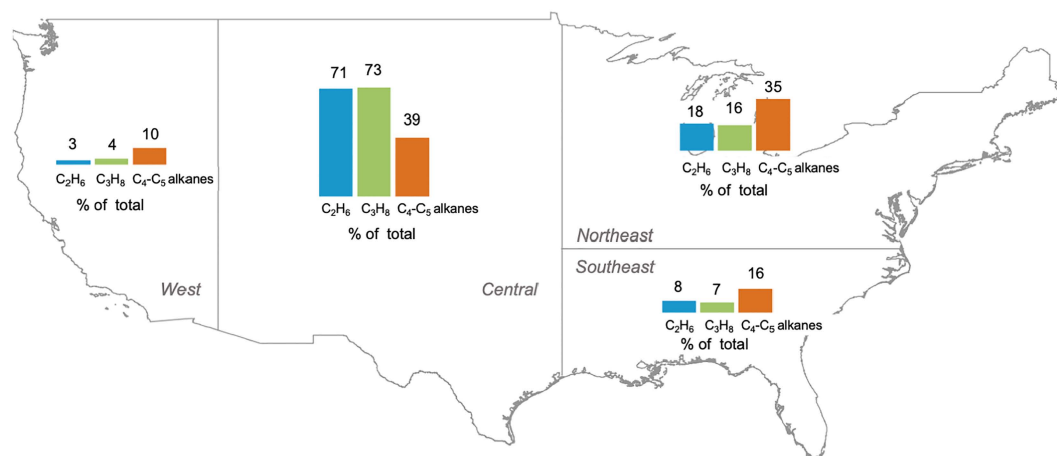 3 4 10
C₂H₆ C₃H₈ C₄-C₅ alkanes
% of total
West
71 73 39
C₂H₆ C₃H₈ C₄-C₅ alkanes
% of total
Central
18 16 35
C₂H₆ C₃H₈ C₄-C₅ alkanes
% of total
Northeast
Southeast
8 7 16
C₂H₆ C₃H₈ C₄-C₅ alkanes
% of total